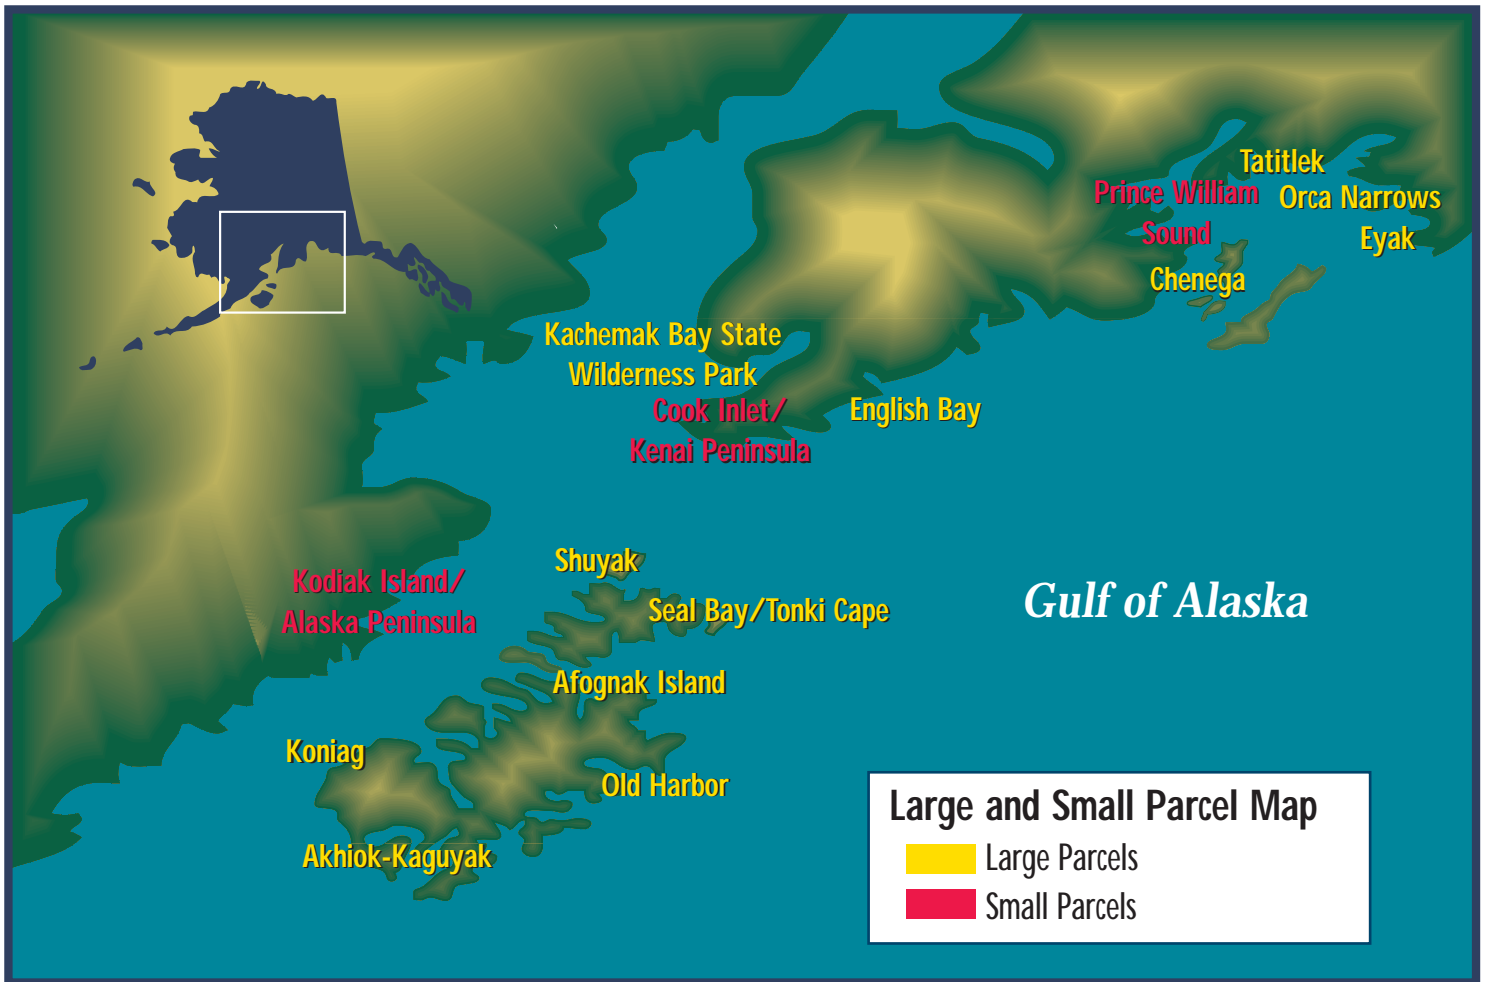 Tatitlek
Prince William
Sound
Orca Narrows
Eyak
Chenega
Kachemak Bay State
Wilderness Park
Cook Inlet/
Kenai Peninsula
English Bay
Shuyak
Kodiak Island/
Alaska Peninsula
Seal Bay/Tonki Cape
Gulf of Alaska
Afognak Island
Koniag
Old Harbor
Akhiok-Kaguyak
Large and Small Parcel Map
Large Parcels
Small Parcels